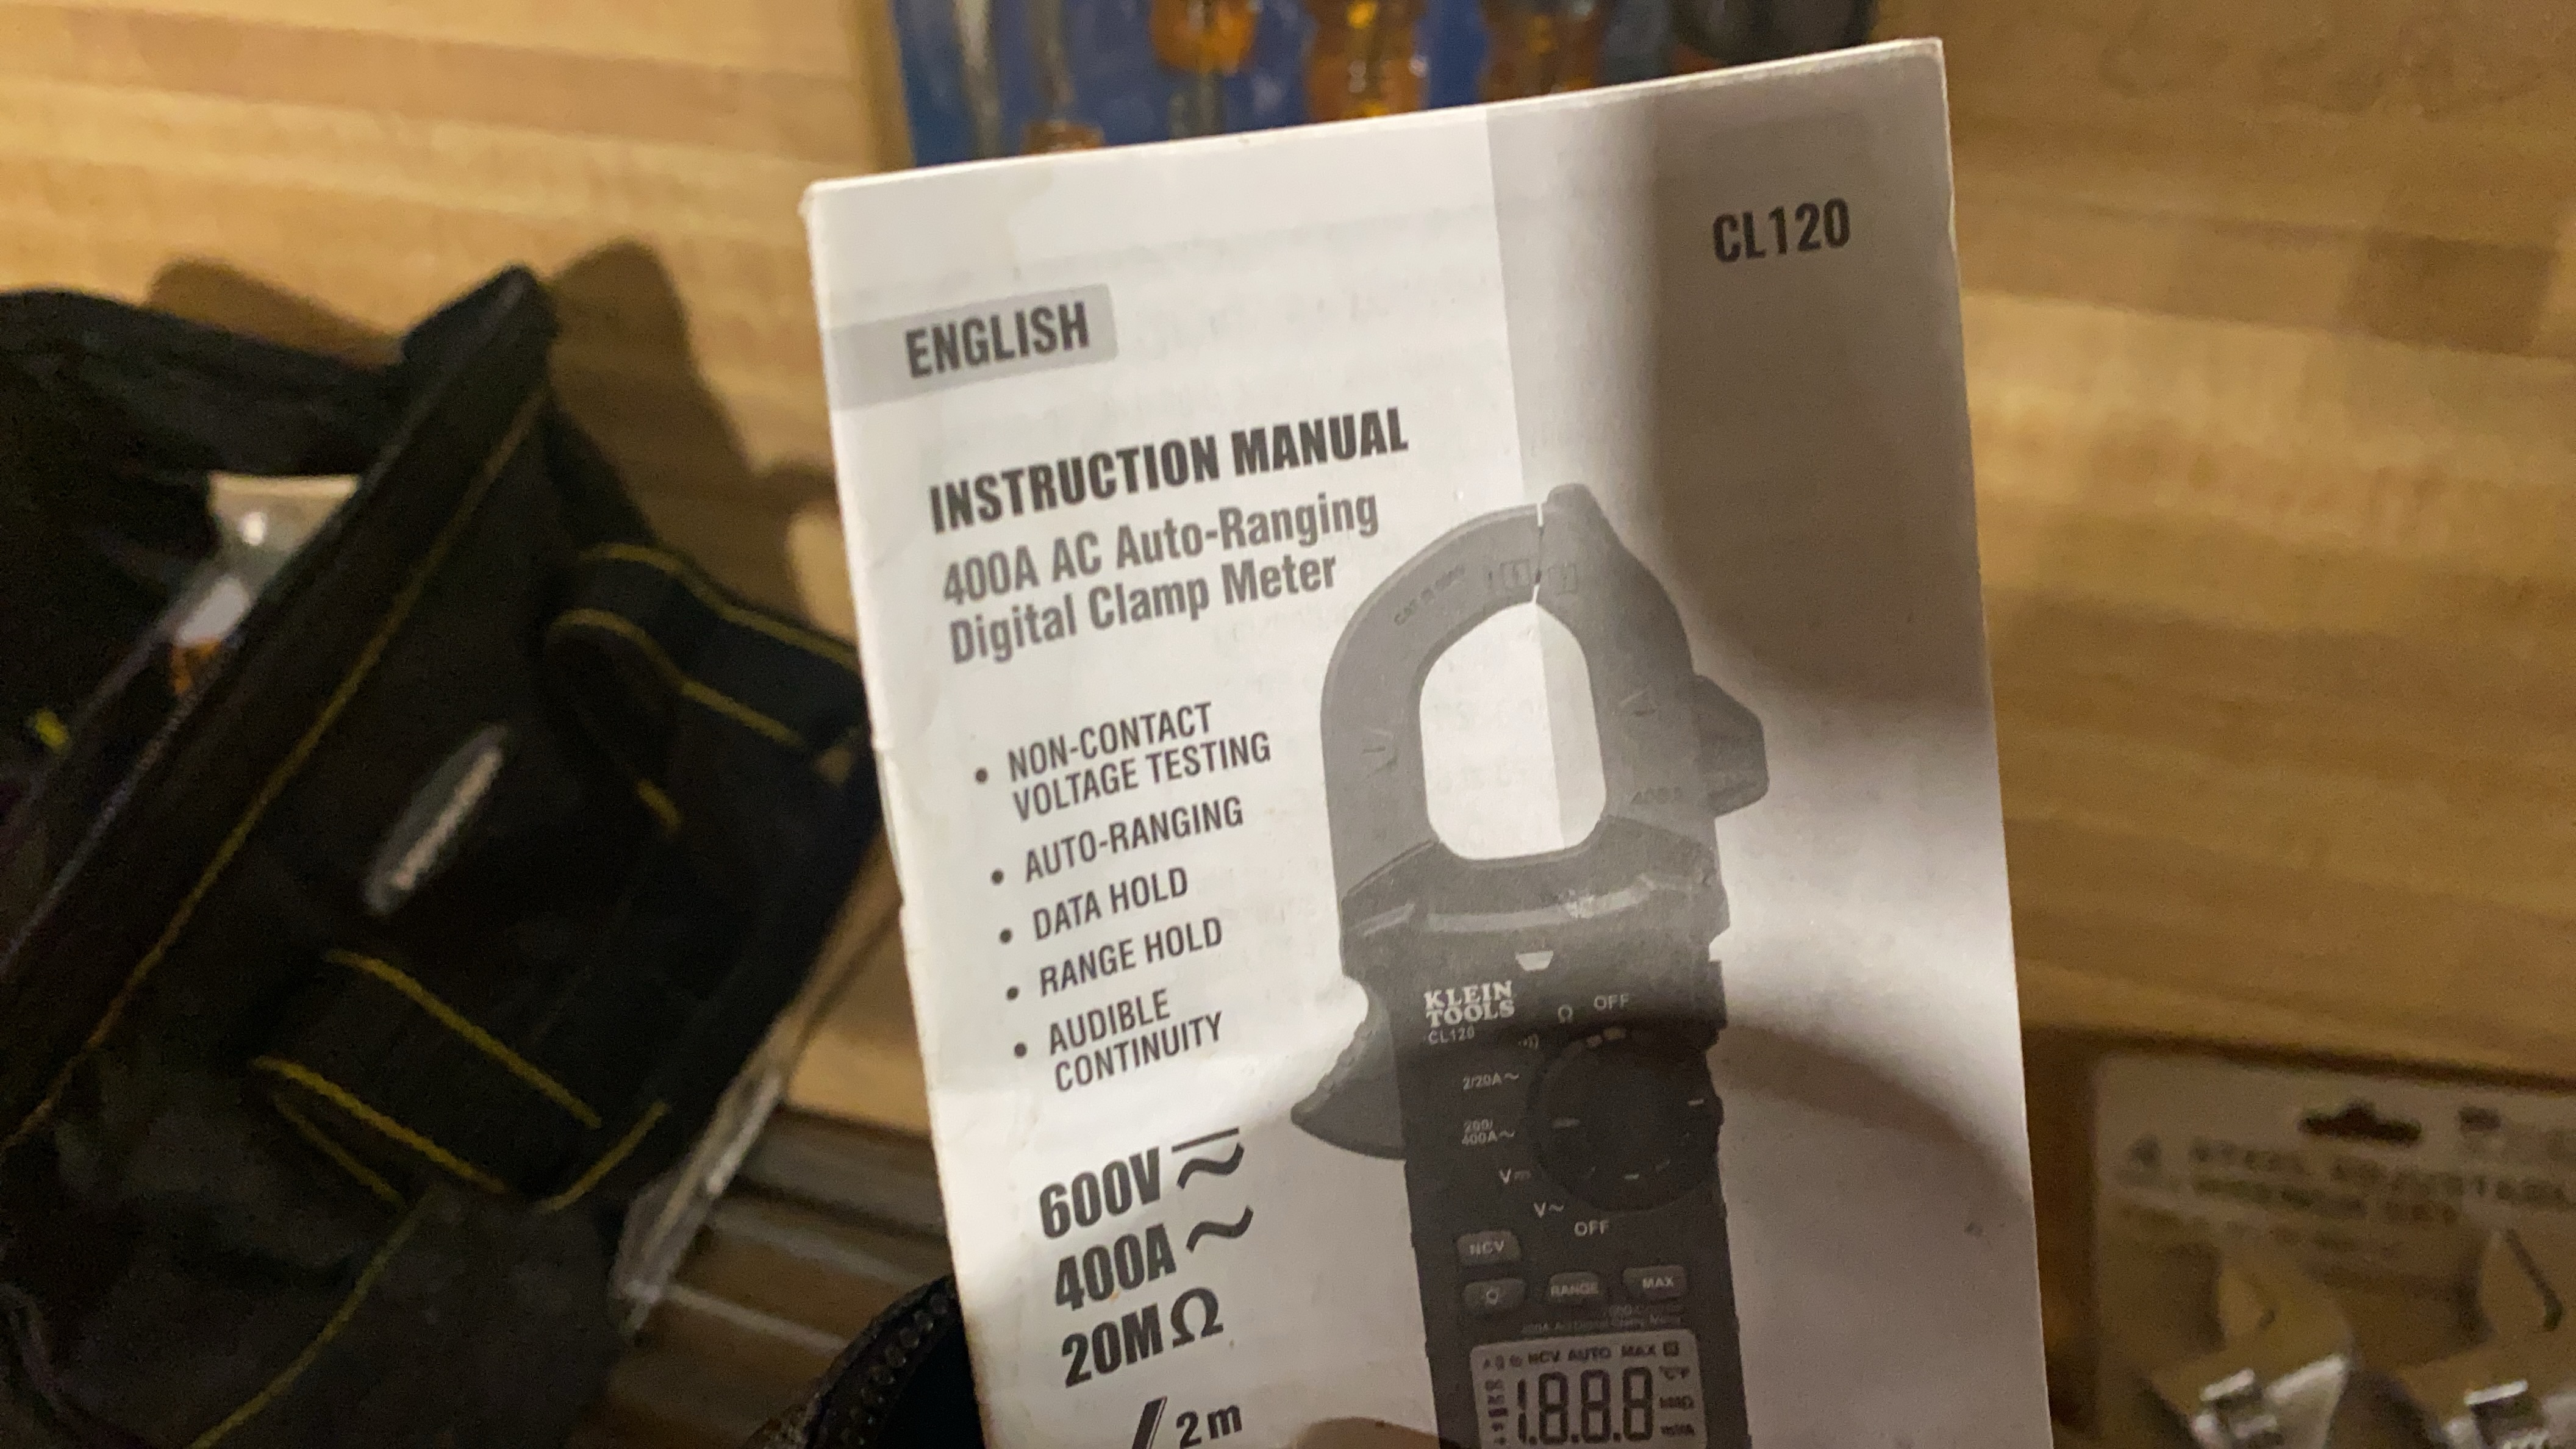 CL120
ENGLISH
INSTRUCTION MANUAL
400A AC Auto-Ranging
Digital Clamp Meter
• NON-CONTACT
VOLTAGE TESTING
• AUTO-RANGING
• DATA HOLD
• RANGE HOLD
• AUDIBLE
CONTINUITY
600V⎓~
400A~
20MΩ
2m
400A
KLEIN
TOOLS
CL120
Ω OFF
2/20A~
200/
400A~
V⎓
V~
OFF
NCV
RANGE MAX
NCV AUTO MAX
1.8.8.8